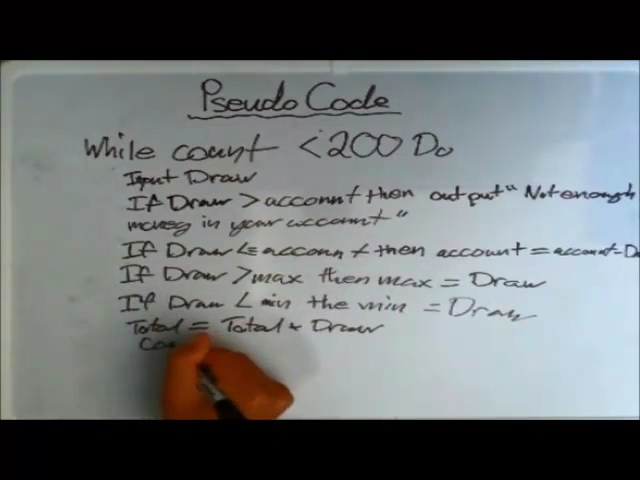 Pseudo Code
While count <200 Do
Input Draw
If Draw > account then output "Not enough
money in your account"
If Draw <= account then account = account - D
If Draw > max then max = Draw
If Draw < min the min = Draw
Total = Total + Draw
Co